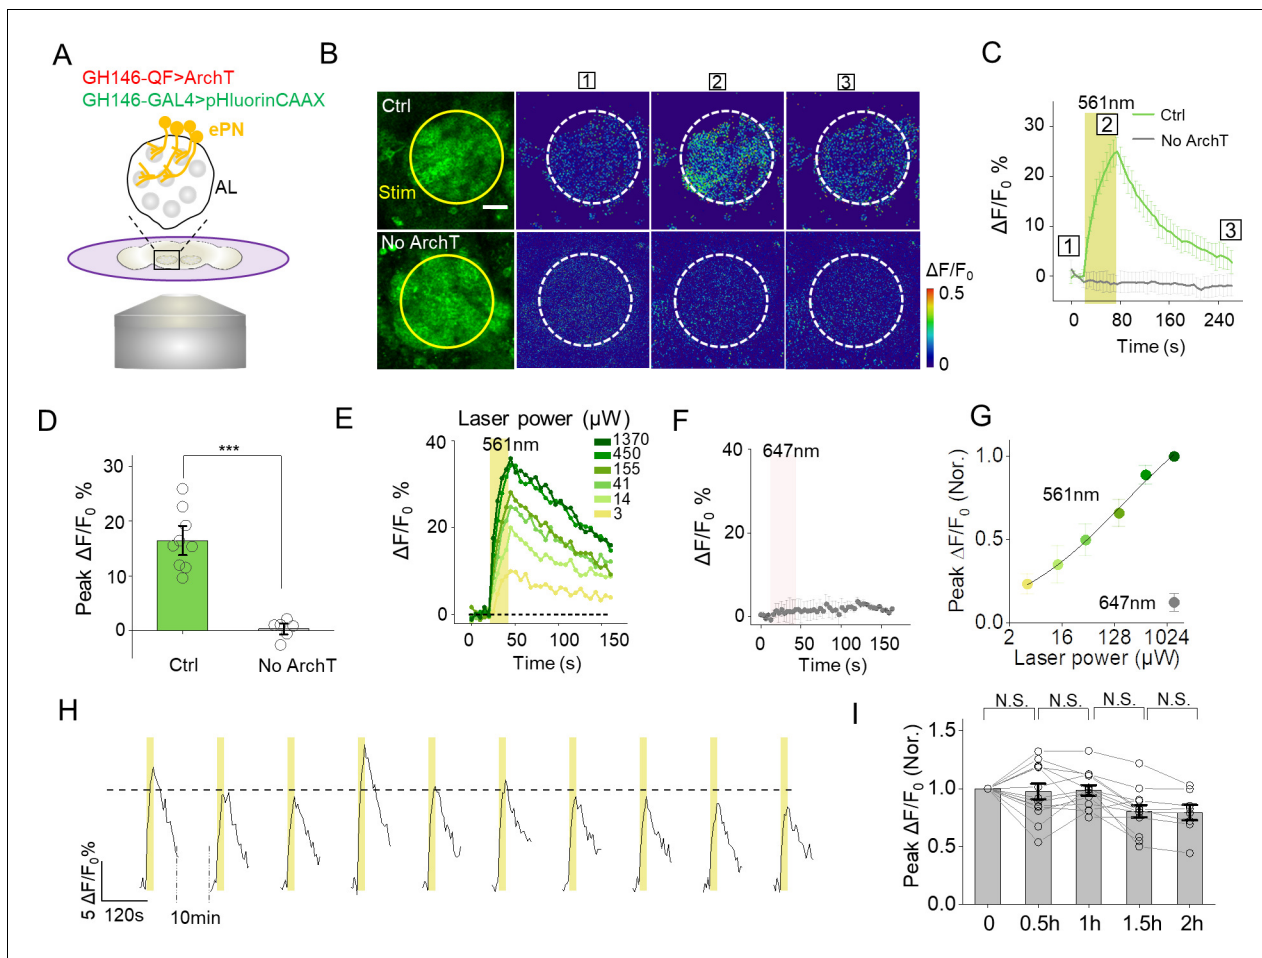 A
GH146-QF>ArchT
GH146-GAL4>pHluorinCAAX
ePN
AL
B
1
2
3
Ctrl
Stim
No ArchT
ΔF/F0
0.5
0
C
561nm
Ctrl
No ArchT
1
2
3
ΔF/F0 %
30
20
10
0
0
80
160
240
Time (s)
D
***
Peak ΔF/F0 %
30
20
10
0
Ctrl
No ArchT
E
Laser power (µW)
561nm
1370
450
155
41
14
3
ΔF/F0 %
40
20
0
0
50
100
150
Time (s)
F
647nm
ΔF/F0 %
40
20
0
0
50
100
150
Time (s)
G
Peak ΔF/F0 (Nor.)
1.0
0.5
0.0
561nm
647nm
2
16
128
1024
Laser power (µW)
H
5 ΔF/F0%
120s
10min
I
N.S.
N.S.
N.S.
N.S.
Peak ΔF/F0 (Nor.)
1.5
1.0
0.5
0.0
0
0.5h
1h
1.5h
2h